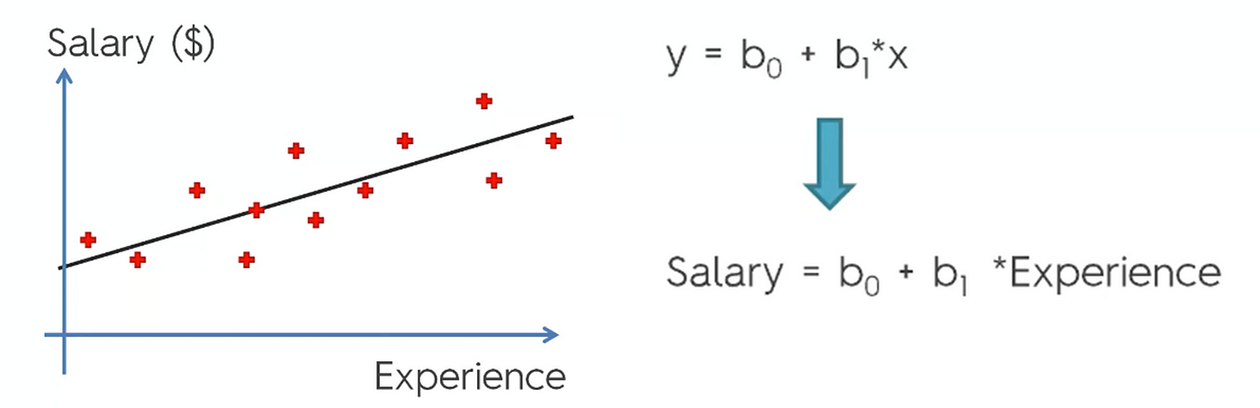 Salary ($)
Experience
y = b₀ + b₁*x
Salary = b₀ + b₁ *Experience